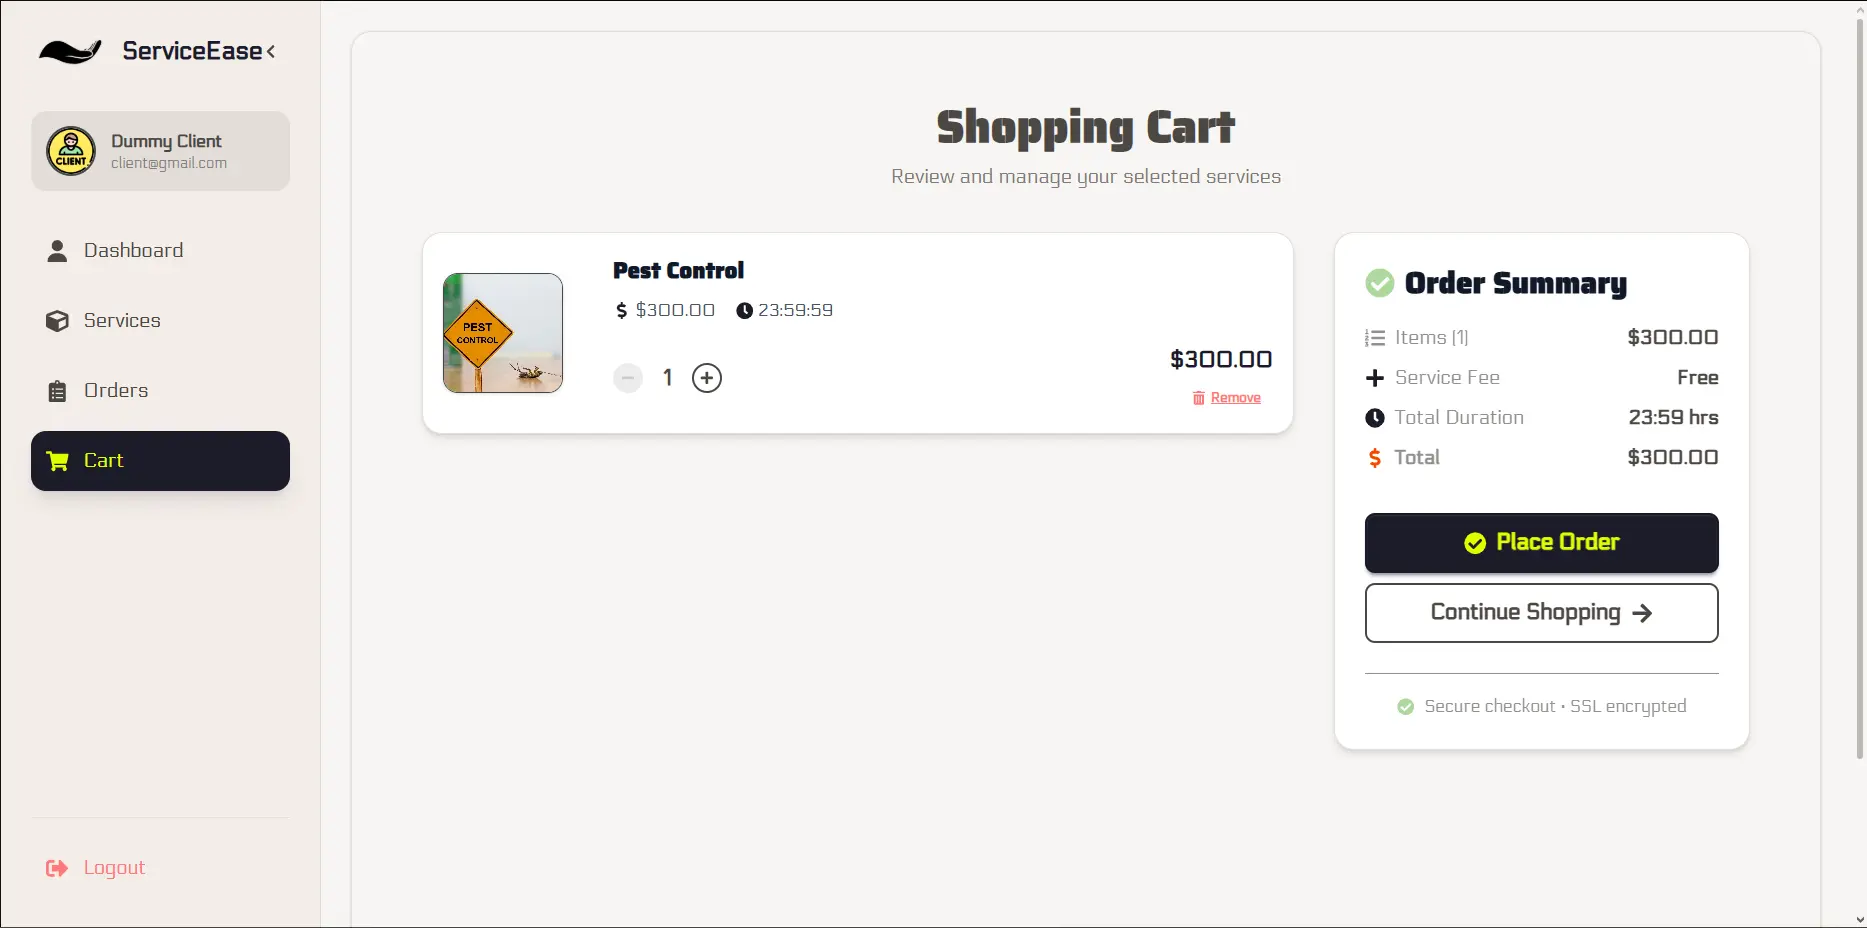 ServiceEase
CLIENT
Dummy Client
client@gmail.com
Dashboard
Services
Orders
Cart
Logout
Shopping Cart
Review and manage your selected services
PEST
CONTROL
Pest Control
$300.00 23:59:59
1
$300.00
Remove
Order Summary
Items (1) $300.00
Service Fee Free
Total Duration 23:59 hrs
Total $300.00
Place Order
Continue Shopping
Secure checkout • SSL encrypted